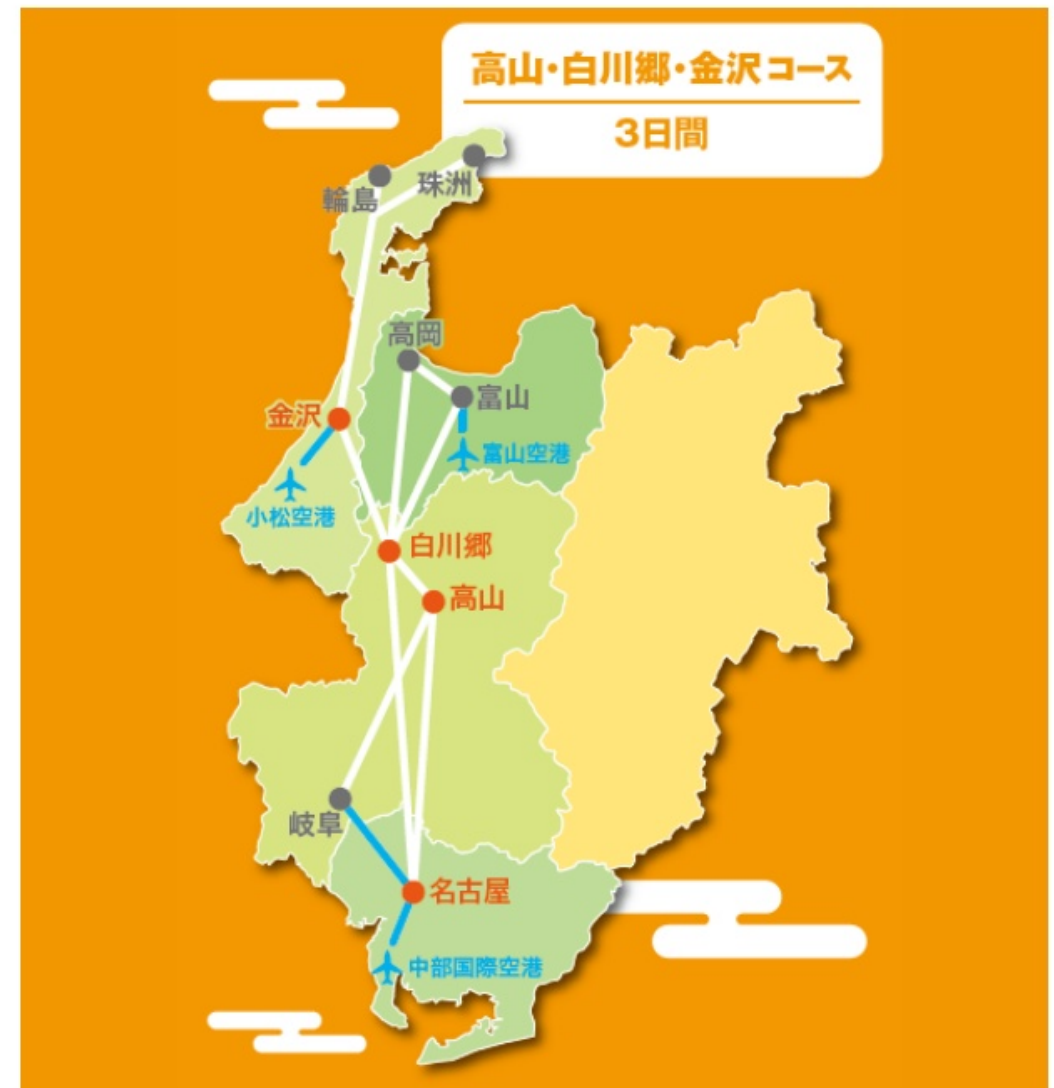 高山・白川郷・金沢コース
3日間
珠洲
輪島
高岡
富山
金沢
富山空港
小松空港
白川郷
高山
岐阜
名古屋
中部国際空港